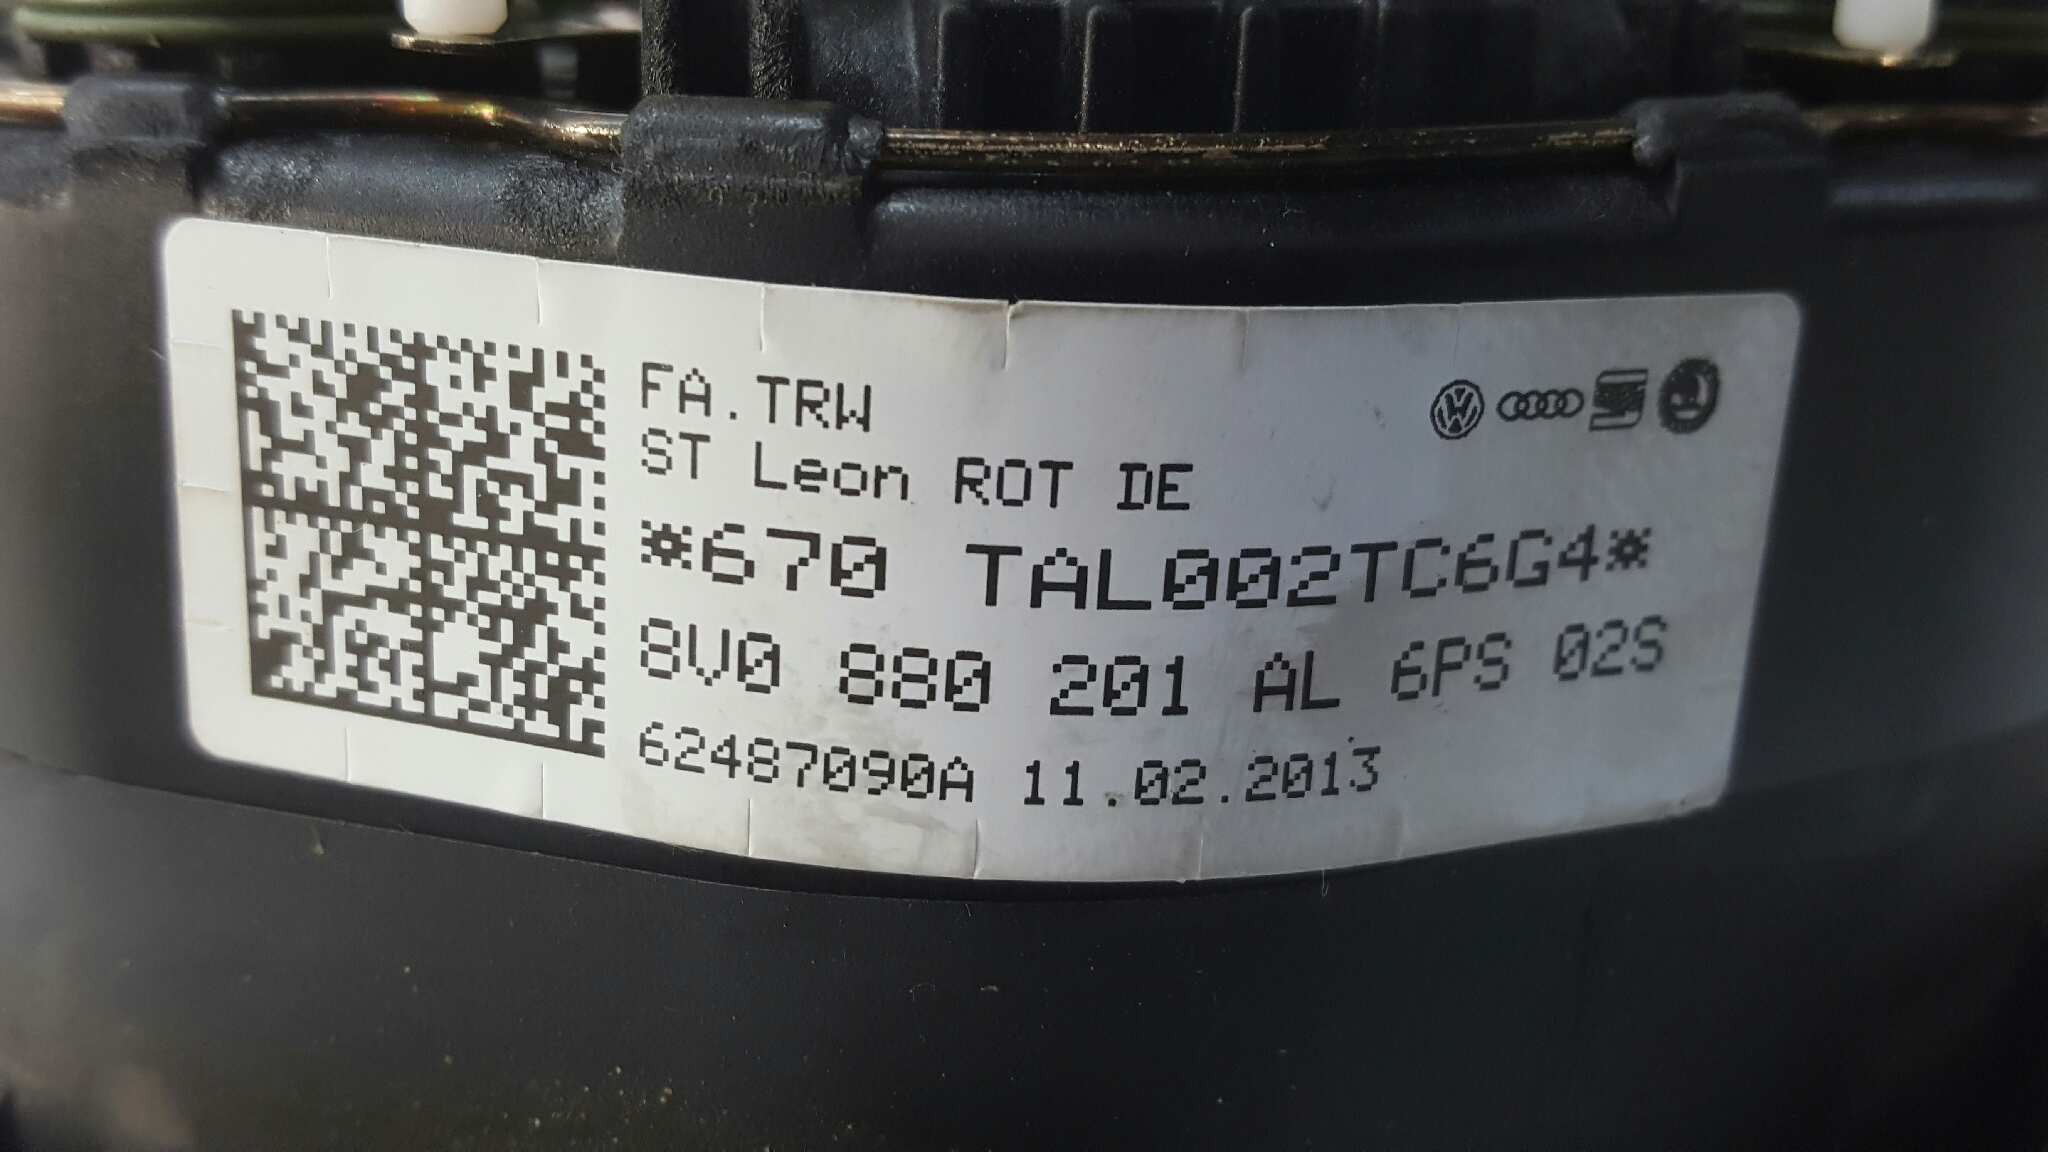 FA.TRW
ST Leon ROT DE
*670 TAL002TC6G4*
8V0 880 201 AL 6PS 02S
62487090A 11.02.2013